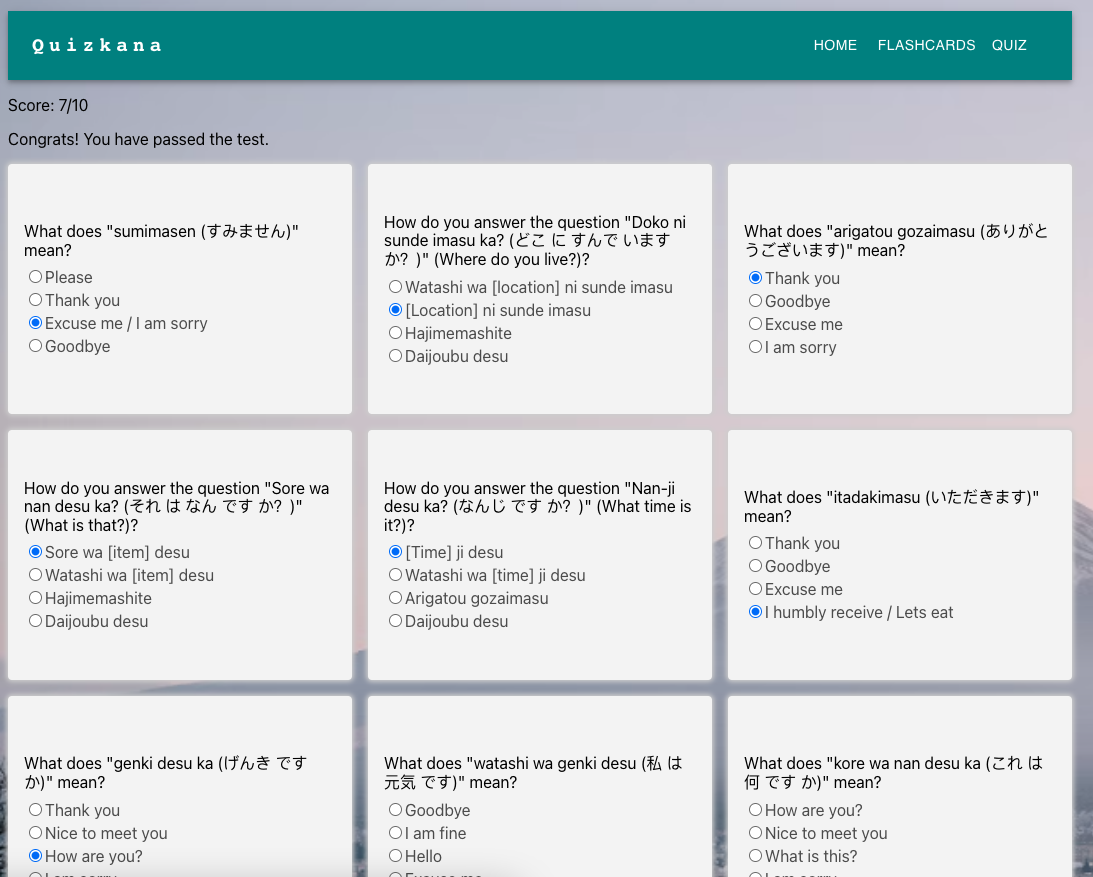 Quizkana
HOME FLASHCARDS QUIZ
Score: 7/10
Congrats! You have passed the test.
What does "sumimasen (すみません)"
mean?
Please
Thank you
Excuse me / I am sorry
Goodbye
How do you answer the question "Doko ni
sunde imasu ka? (どこ に すんで います
か？)" (Where do you live?)?
Watashi wa [location] ni sunde imasu
[Location] ni sunde imasu
Hajimemashite
Daijoubu desu
What does "arigatou gozaimasu (ありがと
うございます)" mean?
Thank you
Goodbye
Excuse me
I am sorry
How do you answer the question "Sore wa
nan desu ka? (それ は なん です か？)"
(What is that?)?
Sore wa [item] desu
Watashi wa [item] desu
Hajimemashite
Daijoubu desu
How do you answer the question "Nan-ji
desu ka? (なんじ です か？)" (What time is
it?)?
[Time] ji desu
Watashi wa [time] ji desu
Arigatou gozaimasu
Daijoubu desu
What does "itadakimasu (いただきます)"
mean?
Thank you
Goodbye
Excuse me
I humbly receive / Lets eat
What does "genki desu ka (げんき です
か)" mean?
Thank you
Nice to meet you
How are you?
I am sorry
What does "watashi wa genki desu (私 は
元気 です)" mean?
Goodbye
I am fine
Hello
Excuse me
What does "kore wa nan desu ka (これ は
何 です か)" mean?
How are you?
Nice to meet you
What is this?
I am sorry